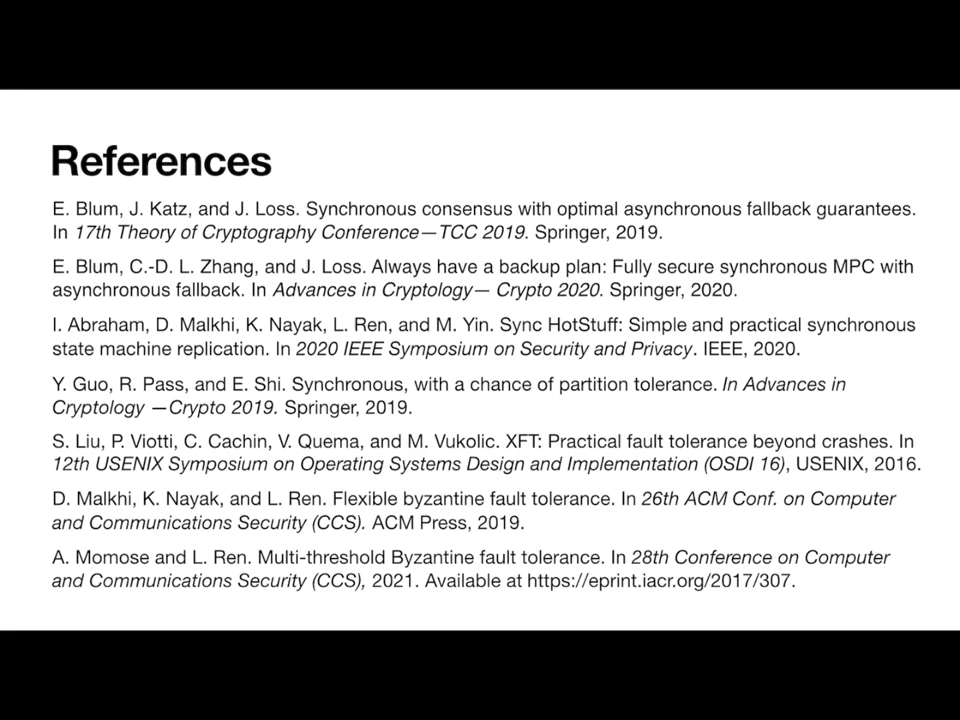 References
E. Blum, J. Katz, and J. Loss. Synchronous consensus with optimal asynchronous fallback guarantees.
In 17th Theory of Cryptography Conference—TCC 2019. Springer, 2019.
E. Blum, C.-D. L. Zhang, and J. Loss. Always have a backup plan: Fully secure synchronous MPC with
asynchronous fallback. In Advances in Cryptology— Crypto 2020. Springer, 2020.
I. Abraham, D. Malkhi, K. Nayak, L. Ren, and M. Yin. Sync HotStuff: Simple and practical synchronous
state machine replication. In 2020 IEEE Symposium on Security and Privacy. IEEE, 2020.
Y. Guo, R. Pass, and E. Shi. Synchronous, with a chance of partition tolerance. In Advances in
Cryptology —Crypto 2019. Springer, 2019.
S. Liu, P. Viotti, C. Cachin, V. Quema, and M. Vukolic. XFT: Practical fault tolerance beyond crashes. In
12th USENIX Symposium on Operating Systems Design and Implementation (OSDI 16), USENIX, 2016.
D. Malkhi, K. Nayak, and L. Ren. Flexible byzantine fault tolerance. In 26th ACM Conf. on Computer
and Communications Security (CCS). ACM Press, 2019.
A. Momose and L. Ren. Multi-threshold Byzantine fault tolerance. In 28th Conference on Computer
and Communications Security (CCS), 2021. Available at https://eprint.iacr.org/2017/307.